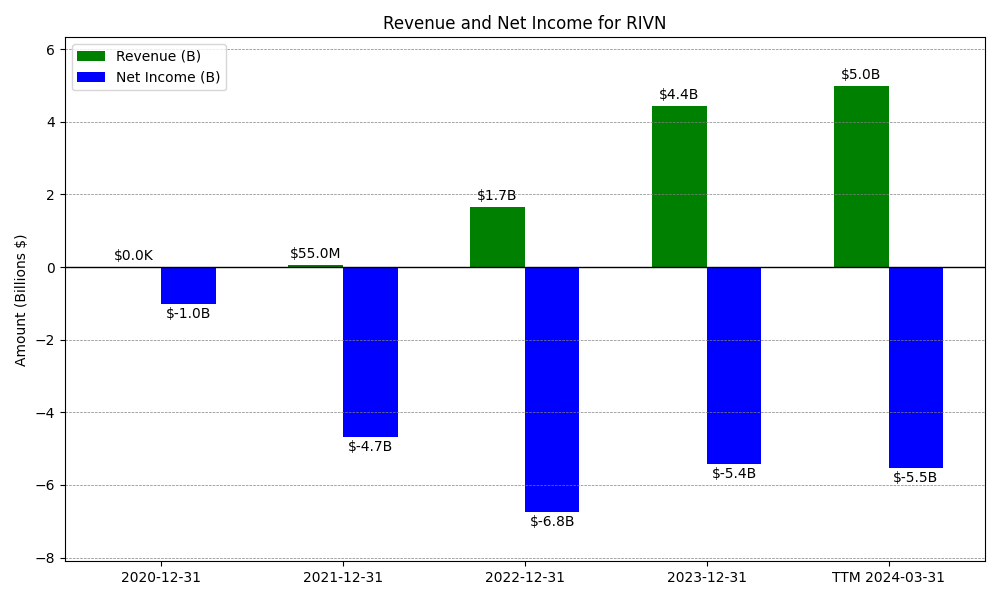 Revenue and Net Income for RIVN
Revenue (B)
Net Income (B)
Amount (Billions $)
6
4
2
0
−2
−4
−6
−8
$0.0K
$55.0M
$1.7B
$4.4B
$5.0B
$-1.0B
$-4.7B
$-6.8B
$-5.4B
$-5.5B
2020-12-31
2021-12-31
2022-12-31
2023-12-31
TTM 2024-03-31